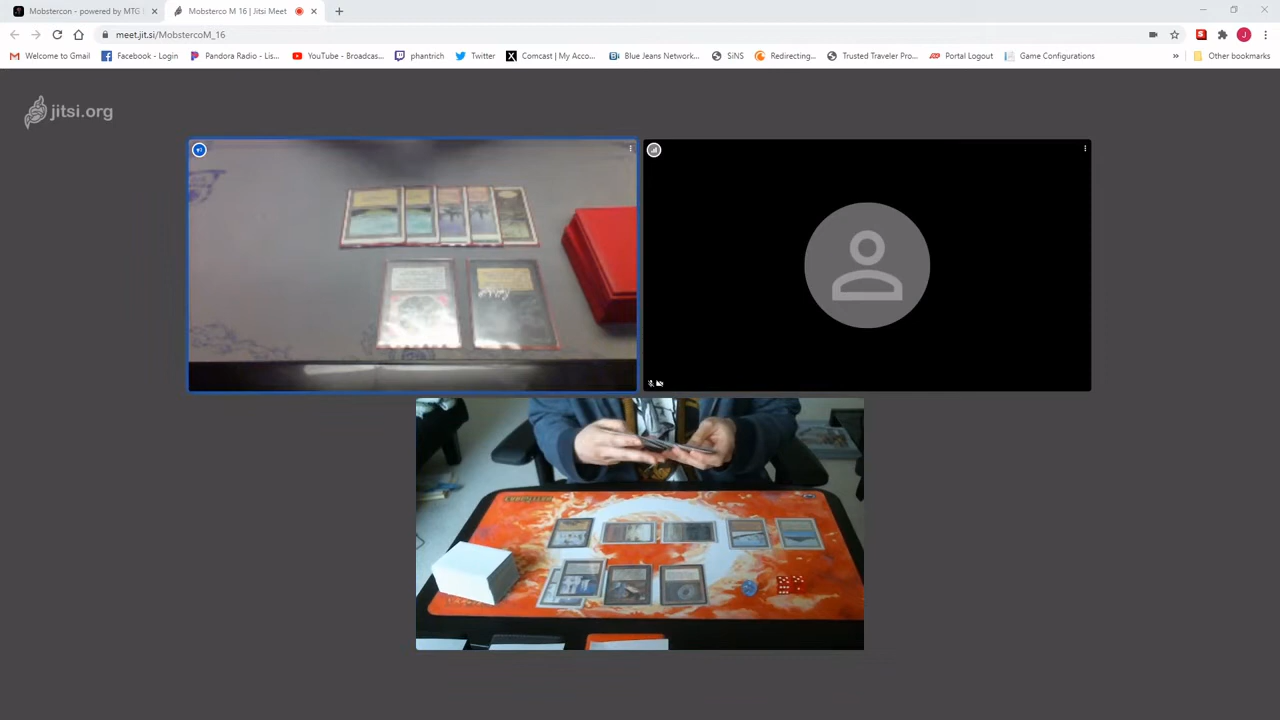 Mobstercon - powered by MTG
Mobsterco M 16 | Jitsi Meet
meet.jit.si/MobstercoM_16
J
Welcome to Gmail
Facebook - Login
Pandora Radio - Lis...
YouTube - Broadcas...
phantrich
Twitter
Comcast | My Acco...
Blue Jeans Network...
SiNS
Redirecting...
Trusted Traveler Pro...
Portal Logout
Game Configurations
»
Other bookmarks
jitsi.org